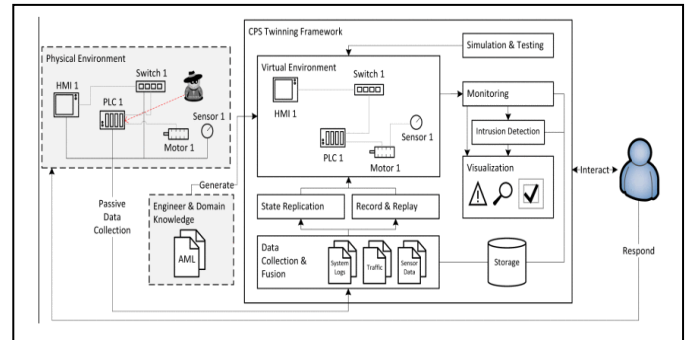 CPS Twinning Framework
Physical Environment
HMI 1
Switch 1
PLC 1
Sensor 1
Motor 1
Virtual Environment
Switch 1
HMI 1
Sensor 1
PLC 1
Motor 1
Simulation & Testing
Monitoring
Intrusion Detection
Visualization
Interact
Respond
Generate
Passive
Data
Collection
Engineer & Domain
Knowledge
AML
State Replication
Record & Replay
Data
Collection &
Fusion
System
Logs
Traffic
Sensor
Data
Storage